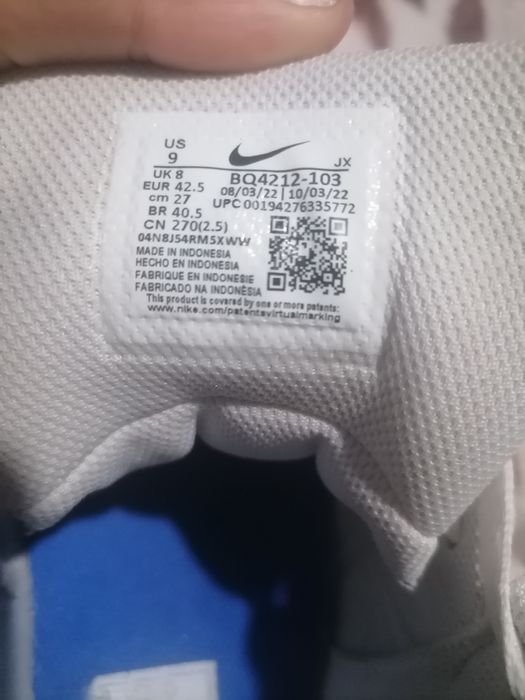 US
9
JX
UK 8
BQ4212-103
EUR 42.5
08/03/22 | 10/03/22
cm 27
UPC 00194276335772
BR 40.5
CN 270(2.5)
04N8J54RM5XWW
MADE IN INDONESIA
HECHO EN INDONESIA
FABRIQUE EN INDONESIE
FABRICADO NA INDONÉSIA
This product is covered by one or more patents:
www.nike.com/patentsvirtualmarking